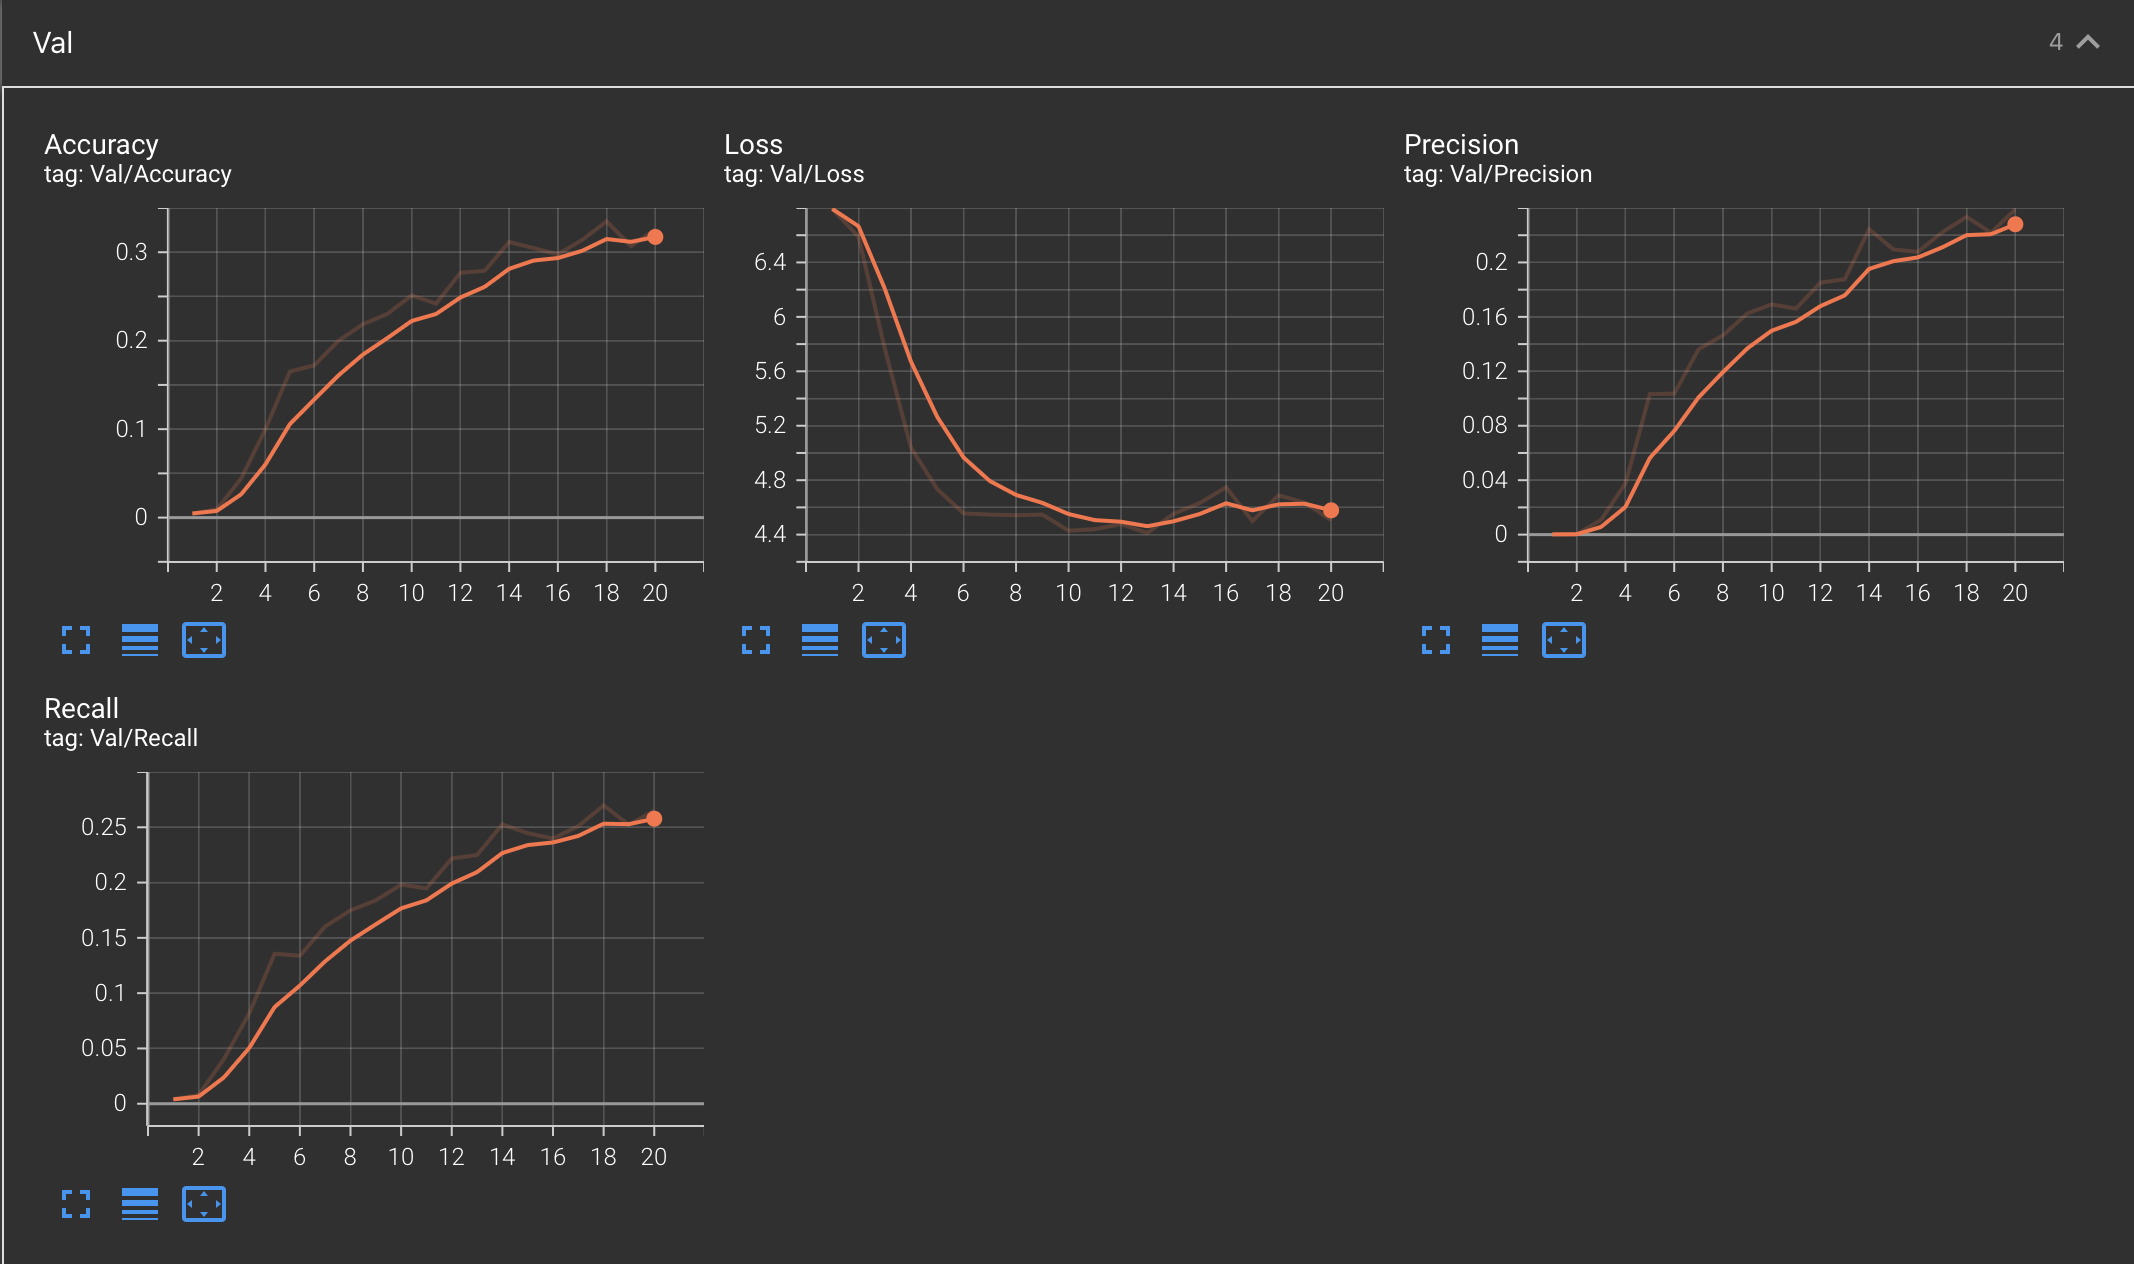 Val
4
Accuracy
tag: Val/Accuracy
0.3
0.2
0.1
0
2 4 6 8 10 12 14 16 18 20
Loss
tag: Val/Loss
6.4
6
5.6
5.2
4.8
4.4
2 4 6 8 10 12 14 16 18 20
Precision
tag: Val/Precision
0.2
0.16
0.12
0.08
0.04
0
2 4 6 8 10 12 14 16 18 20
Recall
tag: Val/Recall
0.25
0.2
0.15
0.1
0.05
0
2 4 6 8 10 12 14 16 18 20